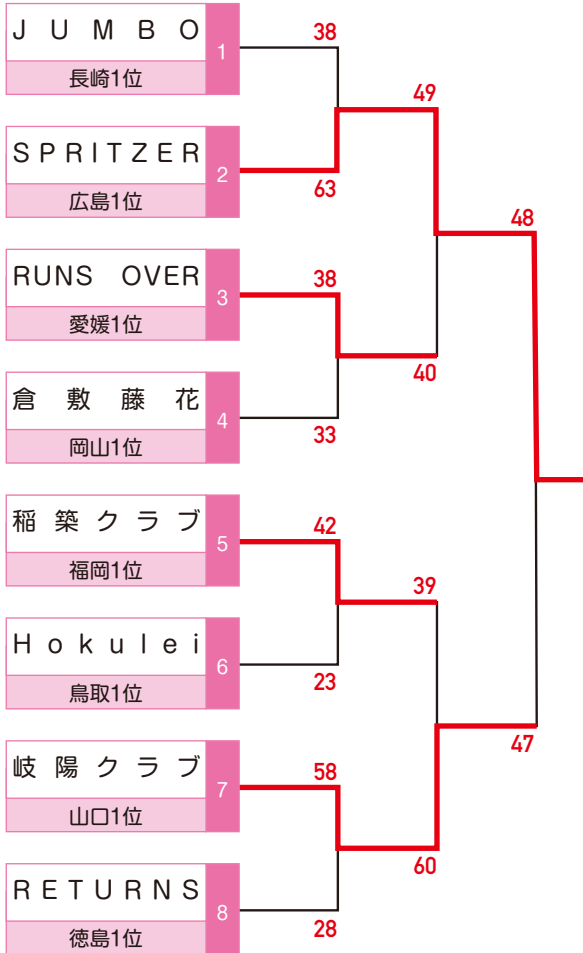 JUMBO
長崎1位
1
38
SPRITZER
広島1位
2
63
49
RUNS OVER
愛媛1位
3
38
倉敷藤花
岡山1位
4
33
40
48
稲築クラブ
福岡1位
5
42
Hokulei
鳥取1位
6
23
39
岐陽クラブ
山口1位
7
58
RETURNS
徳島1位
8
28
60
47